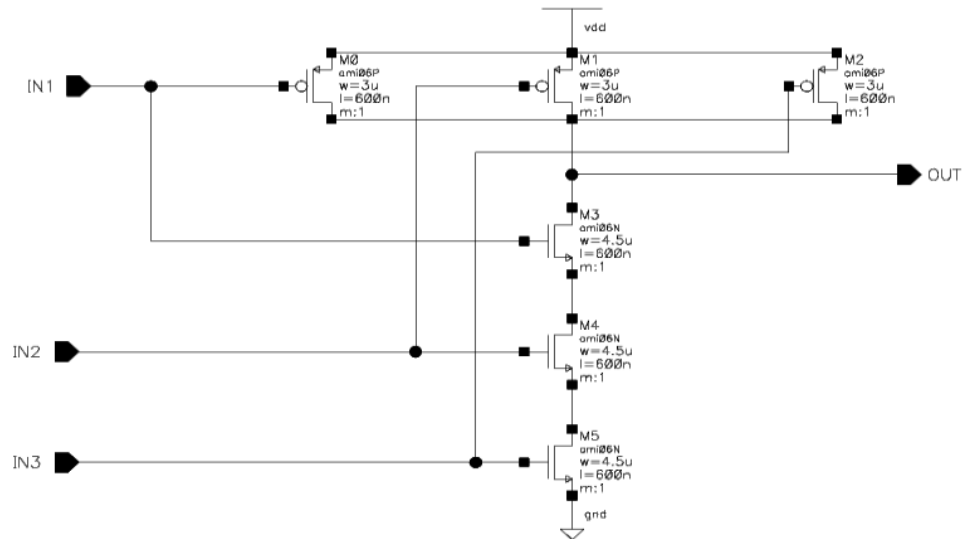 vdd
IN1
M0
ami06P
w=3u
l=600n
m:1
M1
ami06P
w=3u
l=600n
m:1
M2
ami06P
w=3u
l=600n
m:1
OUT
M3
ami06N
w=4.5u
l=600n
m:1
IN2
M4
ami06N
w=4.5u
l=600n
m:1
IN3
M5
ami06N
w=4.5u
l=600n
m:1
gnd